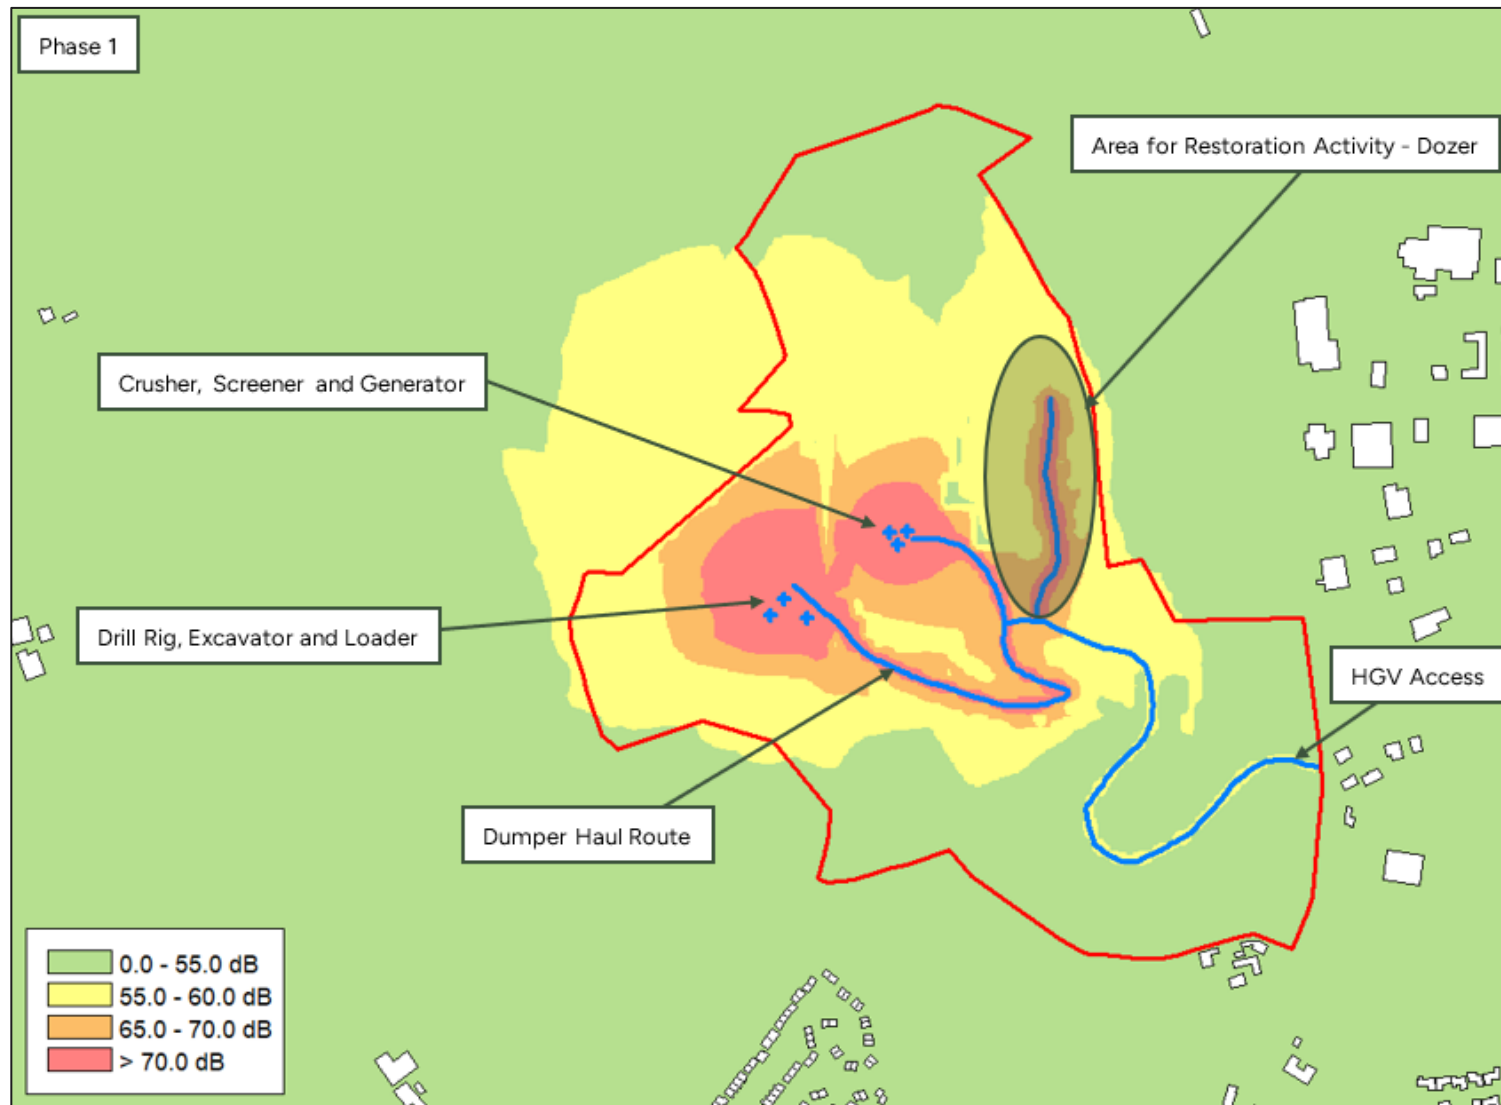 Phase 1
Area for Restoration Activity - Dozer
Crusher, Screener and Generator
Drill Rig, Excavator and Loader
HGV Access
Dumper Haul Route
0.0 - 55.0 dB
55.0 - 60.0 dB
65.0 - 70.0 dB
> 70.0 dB